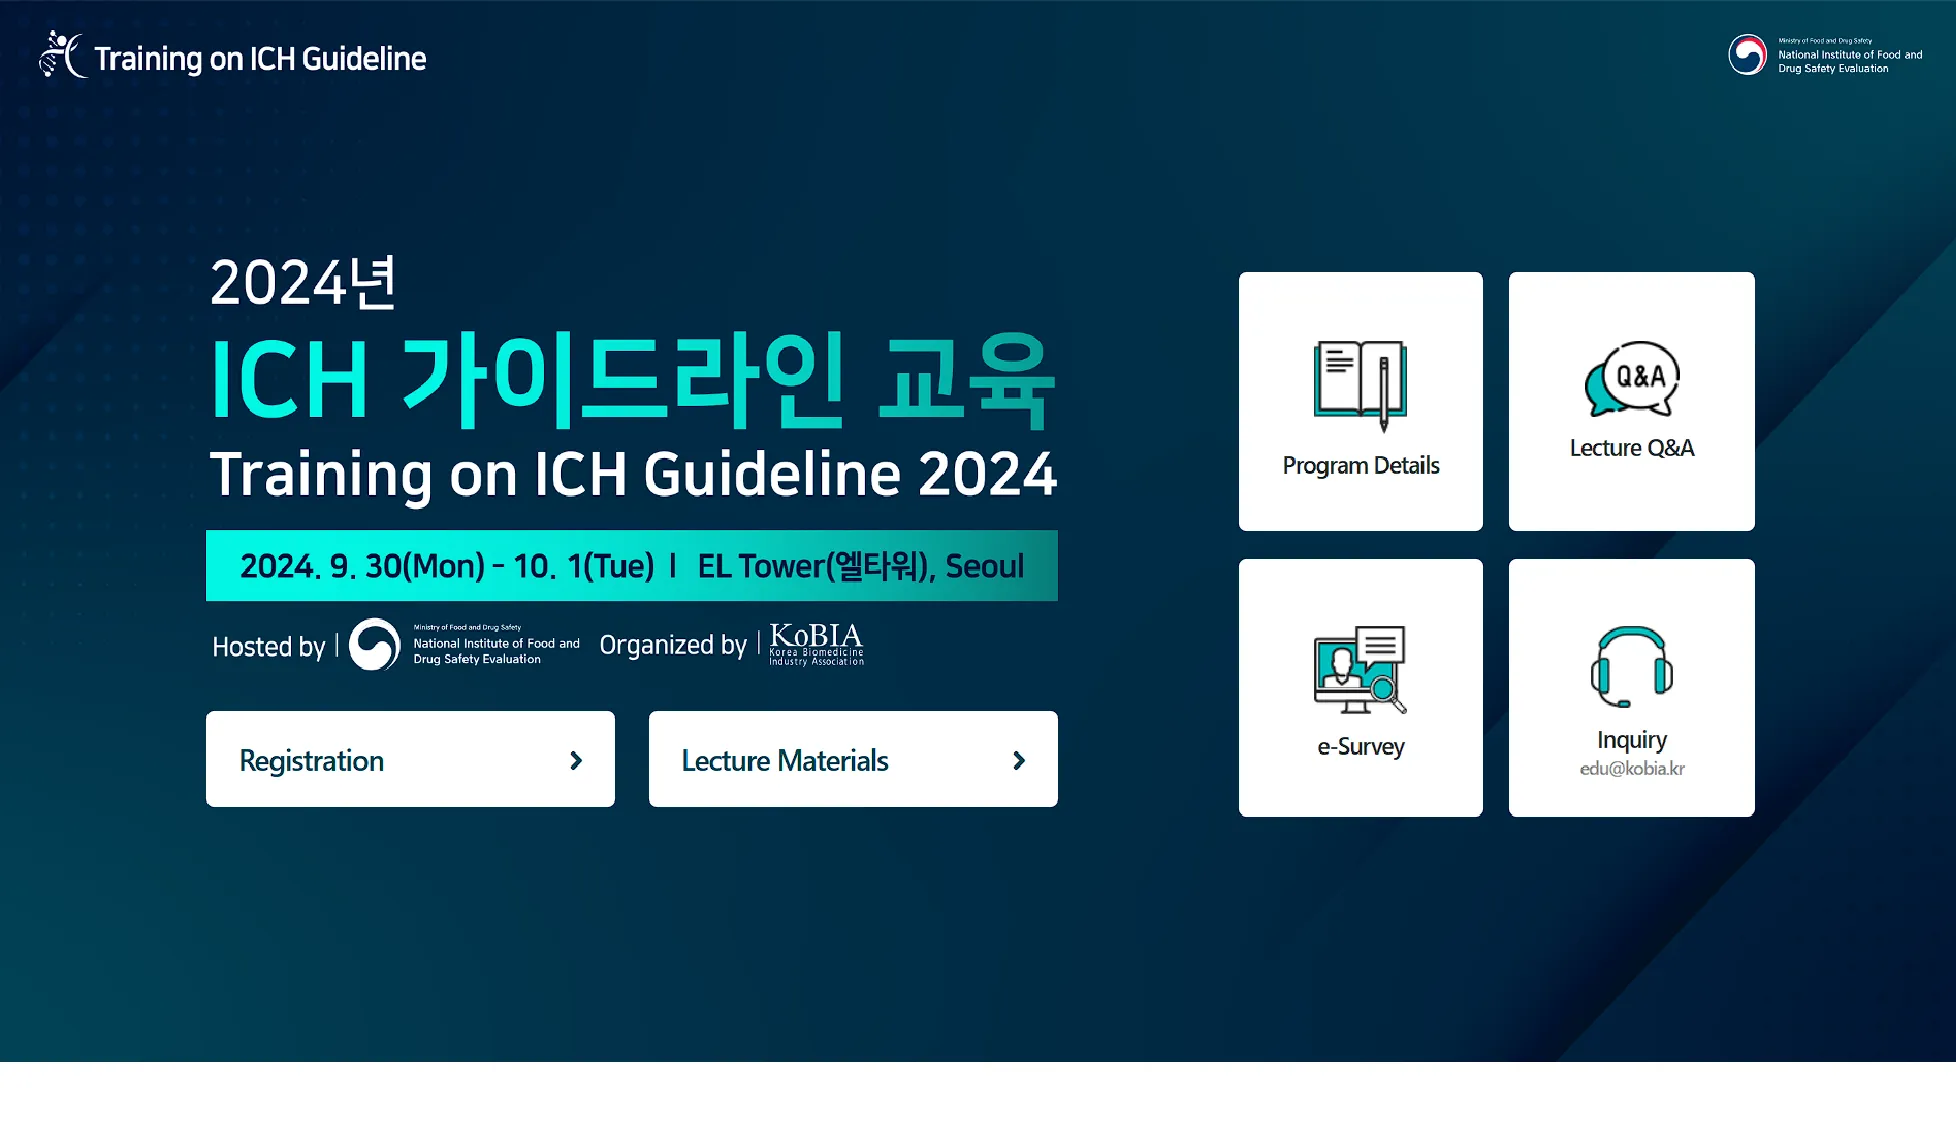 Training on ICH Guideline
Ministry of Food and Drug Safety
National Institute of Food and
Drug Safety Evaluation
2024년
ICH 가이드라인 교육
Training on ICH Guideline 2024
2024. 9. 30(Mon) - 10. 1(Tue) | EL Tower(엘타워), Seoul
Hosted by |
Ministry of Food and Drug Safety
National Institute of Food and
Drug Safety Evaluation
Organized by |
KoBIA
Korea Biomedicine
Industry Association
Registration
Lecture Materials
Program Details
Q&A
Lecture Q&A
e-Survey
Inquiry
edu@kobia.kr